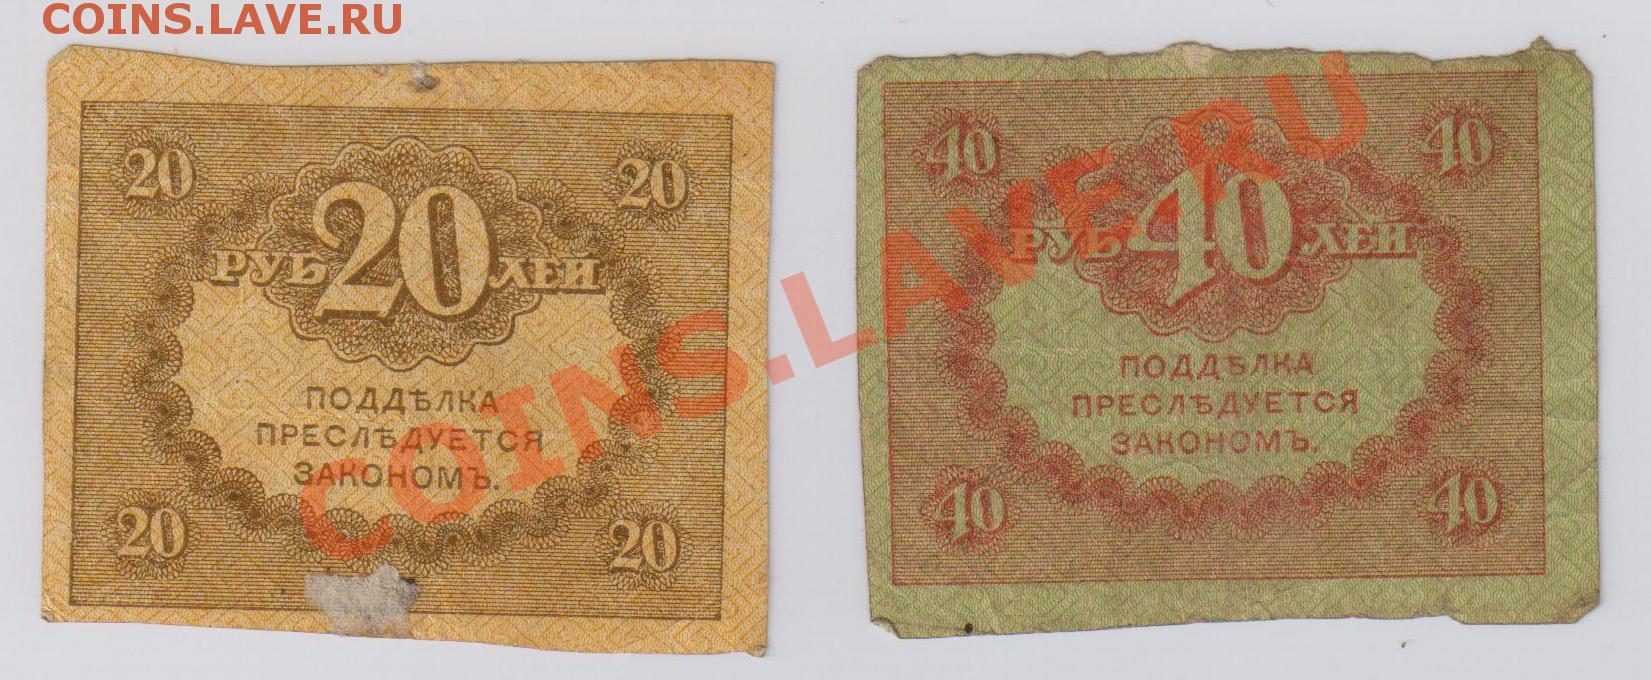 COINS.LAVE.RU
20 20
РУБ 20 ЛЕЙ
ПОДДѢЛКА
ПРЕСЛѢДУЕТСЯ
ЗАКОНОМЪ.
20 20
40 40
РУБ 40 ЛЕЙ
ПОДДѢЛКА
ПРЕСЛѢДУЕТСЯ
ЗАКОНОМЪ.
40 40
COINS.LAVE.RU